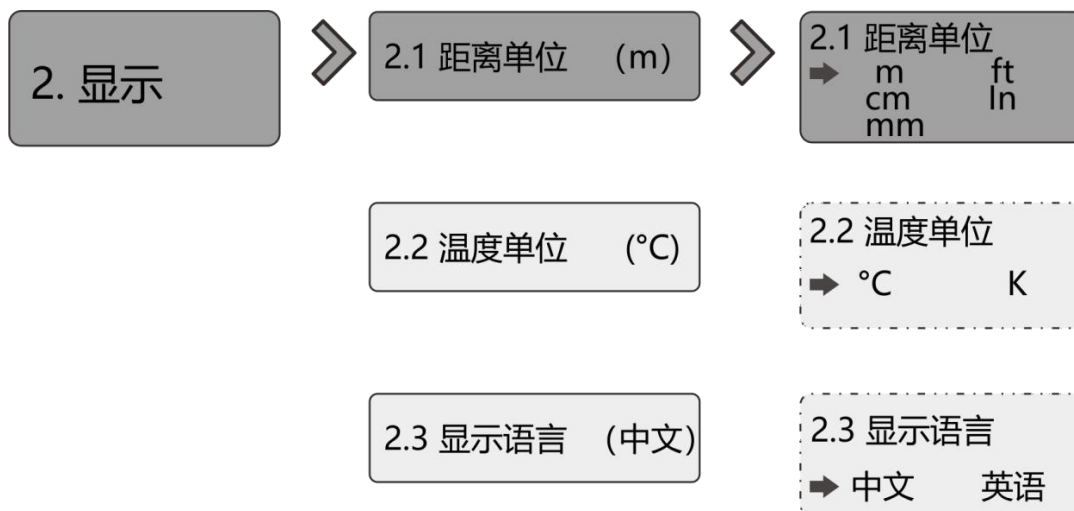 2. 显示
2.1 距离单位 (m)
2.1 距离单位
m ft
cm In
mm
2.2 温度单位 (°C)
2.2 温度单位
°C K
2.3 显示语言 (中文)
2.3 显示语言
中文 英语